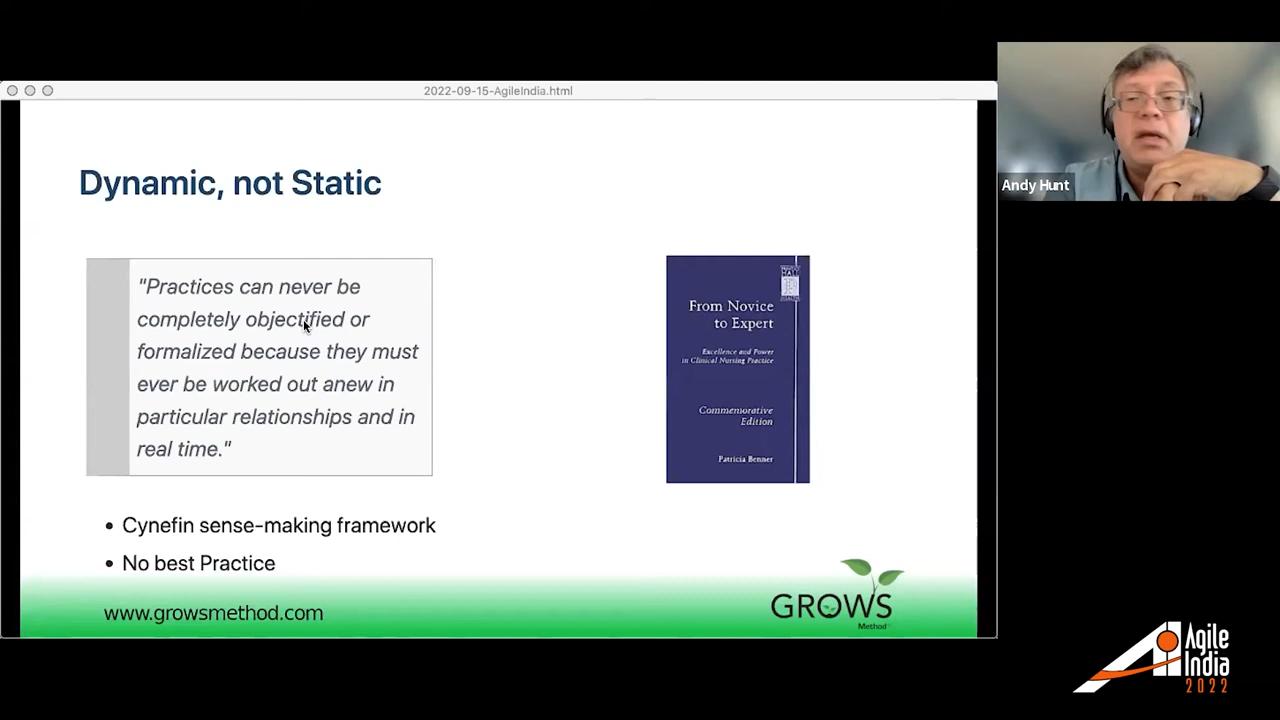 2022-09-15-AgileIndia.html
Dynamic, not Static
"Practices can never be
completely objectified or
formalized because they must
ever be worked out anew in
particular relationships and in
real time."
• Cynefin sense-making framework
• No best Practice
From Novice
to Expert
Excellence and Power
in Clinical Nursing Practice
Commemorative
Edition
Patricia Benner
www.growsmethod.com
GROWS
Method
Andy Hunt
Agile
India
2022